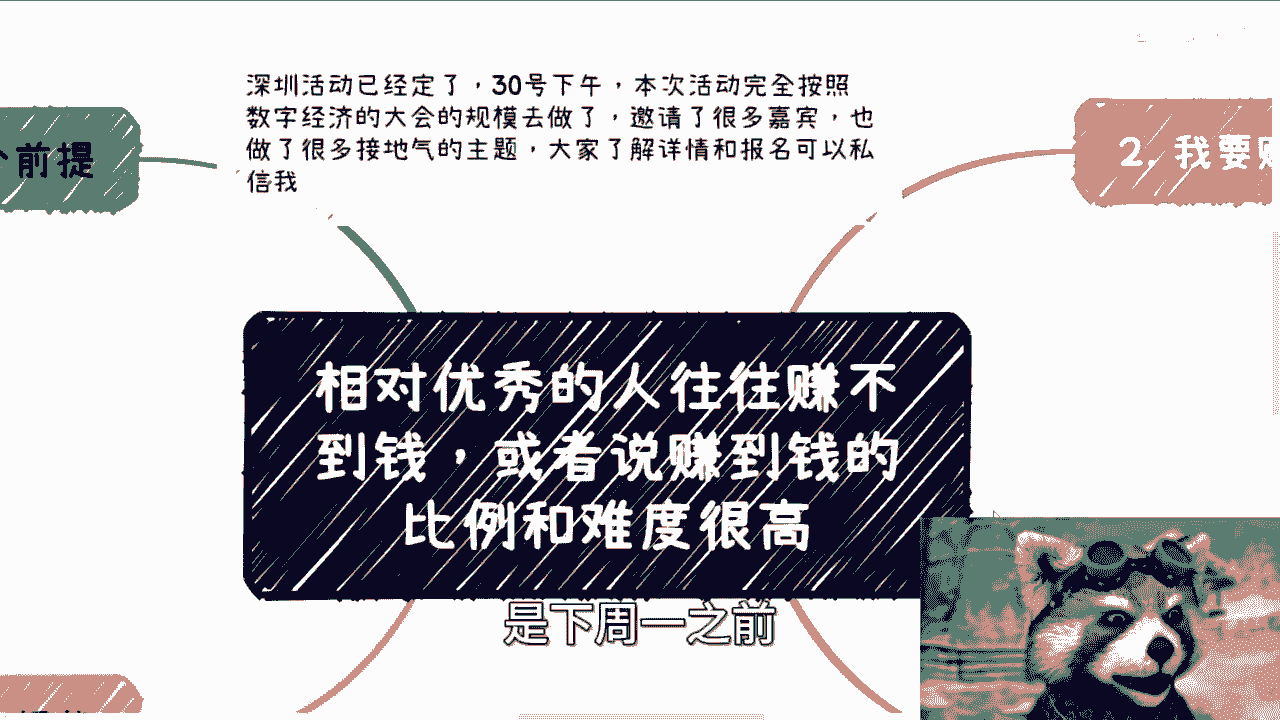 深圳活动已经定了，30号下午，本次活动完全按照
数字经济的大会的规模去做了，邀请了很多嘉宾，也
做了很多接地气的主题，大家了解详情和报名可以私
信我
前提
2. 我要
相对优秀的人往往赚不
到钱，或者说赚到钱的
比例和难度很高
是下周一之前